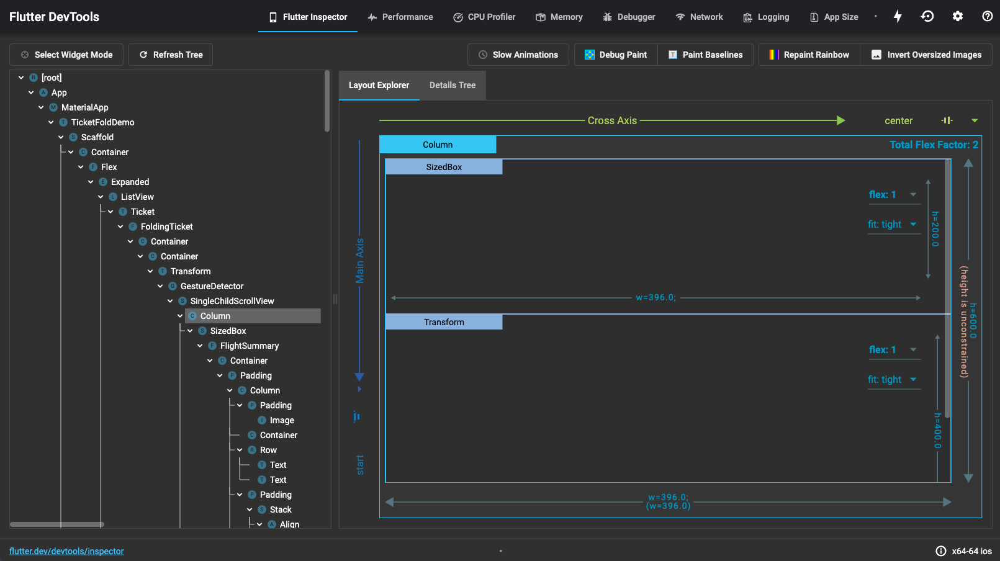 Flutter DevTools
Flutter Inspector
Performance
CPU Profiler
Memory
Debugger
Network
Logging
App Size
Select Widget Mode
Refresh Tree
Slow Animations
Debug Paint
Paint Baselines
Repaint Rainbow
Invert Oversized Images
[root]
App
MaterialApp
TicketFoldDemo
Scaffold
Container
Flex
Expanded
ListView
Ticket
FoldingTicket
Container
Container
Transform
GestureDetector
SingleChildScrollView
Column
SizedBox
FlightSummary
Container
Padding
Column
Padding
Image
Container
Row
Text
Text
Padding
Stack
Align
Layout Explorer
Details Tree
Cross Axis
center
Main Axis
start
Column
Total Flex Factor: 2
SizedBox
flex: 1
fit: tight
h=200.0
w=396.0;
Transform
flex: 1
fit: tight
h=400.0
h=600.0
(height is unconstrained)
w=396.0;
(w=396.0)
flutter.dev/devtools/inspector
x64-64 ios